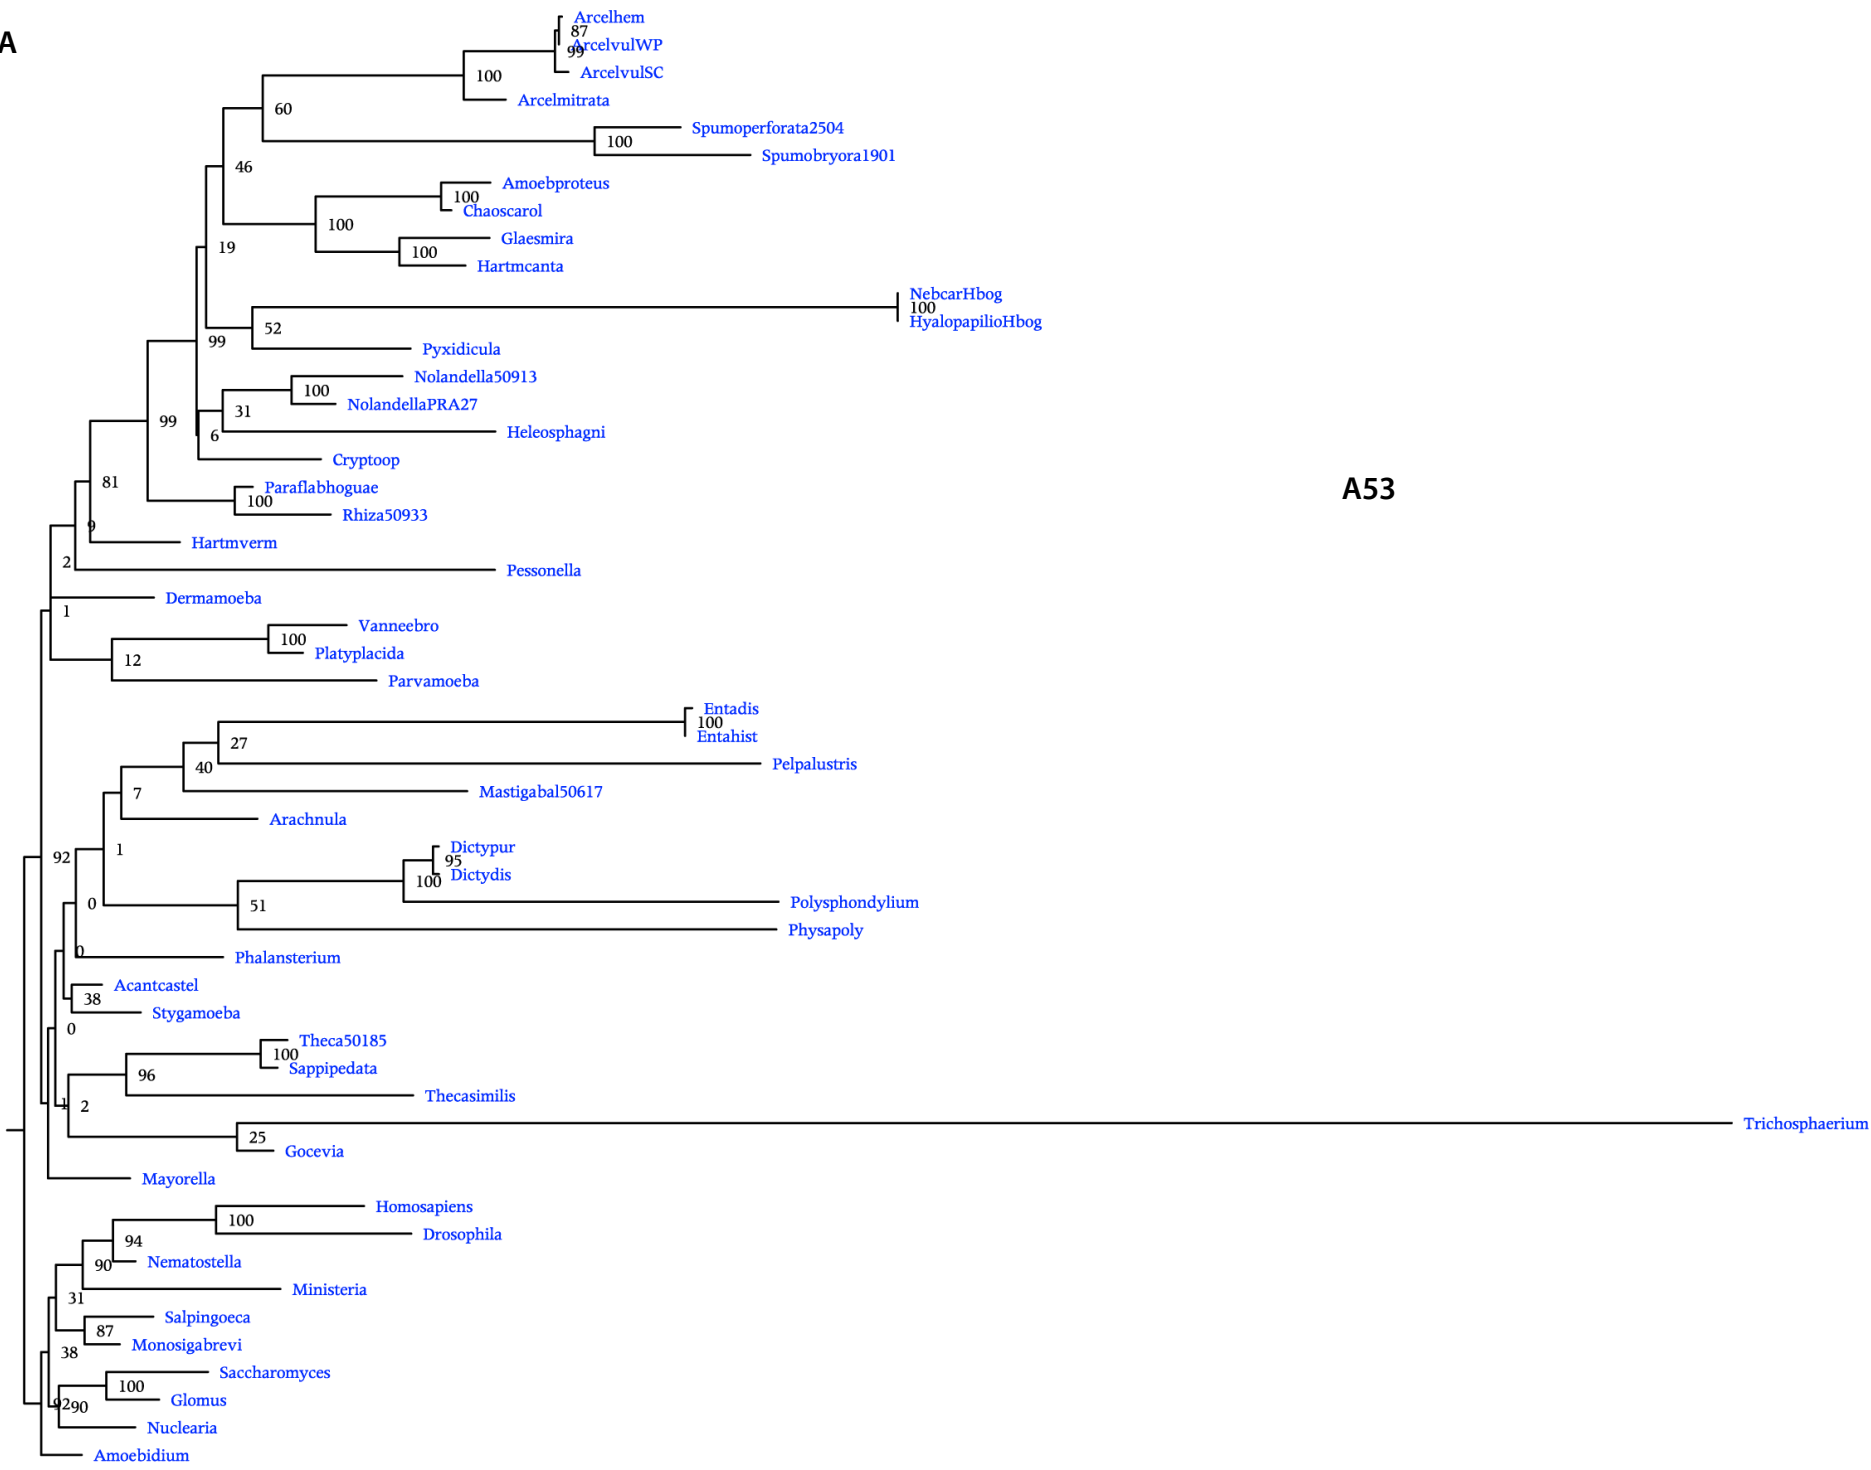 A
Arcelhem
87
ArcelvulWP
99
ArcelvulSC
100
Arcelmitrata
60
Spumoperforata2504
100
Spumobryora1901
46
Amoebproteus
100
Chaoscarol
100
Glaesmira
100
Hartmcanta
19
NebcarHbog
100
HyalopapilioHbog
52
99
Pyxidicula
Nolandella50913
100
NolandellaPRA27
31
99
Heleosphagni
6
Cryptoop
81
Paraflabhoguae
A53
100
Rhiza50933
9
Hartmverm
2
Pessonella
Dermamoeba
1
Vanneebro
100
Platyplacida
12
Parvamoeba
Entadis
100
Entahist
27
Pelpalustris
40
Mastigabal50617
7
Arachnula
Dictypur
1
92
95
Dictydis
100
Polysphondylium
0
51
Physapoly
0
Phalansterium
Acantcastel
38
Stygamoeba
0
Theca50185
100
Sappipedata
96
Thecasimilis
1
2
Trichosphaerium
25
Gocevia
Mayorella
Homosapiens
100
Drosophila
94
Nematostella
90
Ministeria
31
Salpingoeca
87
Monosigabrevi
38
Saccharomyces
100
Glomus
92
90
Nuclearia
Amoebidium